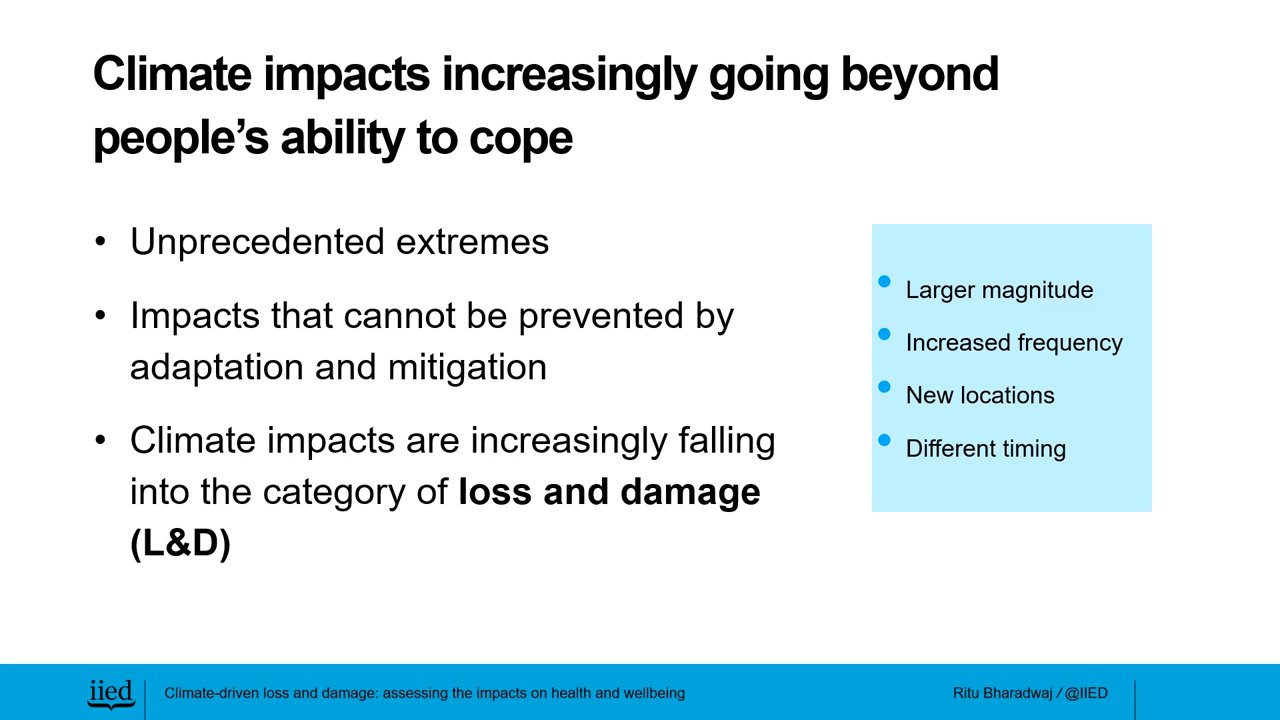 Climate impacts increasingly going beyond
people’s ability to cope
• Unprecedented extremes
• Impacts that cannot be prevented by
adaptation and mitigation
• Climate impacts are increasingly falling
into the category of loss and damage
(L&D)
• Larger magnitude
• Increased frequency
• New locations
• Different timing
iied
Climate-driven loss and damage: assessing the impacts on health and wellbeing
Ritu Bharadwaj / @IIED